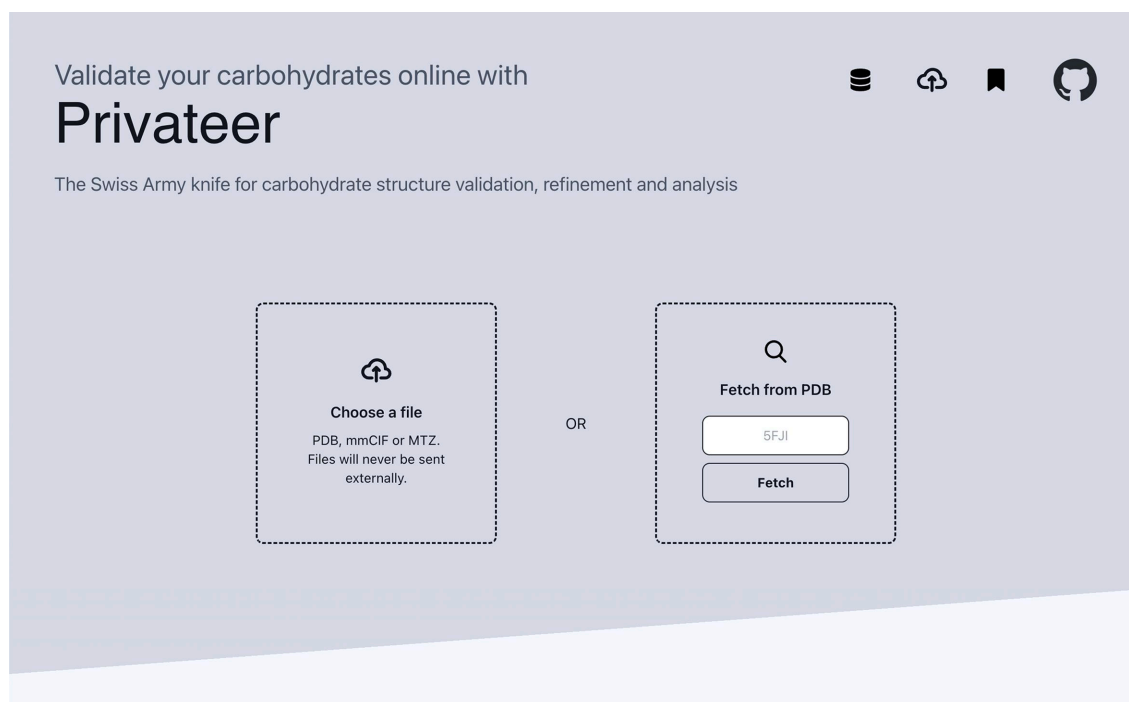 Validate your carbohydrates online with
Privateer
The Swiss Army knife for carbohydrate structure validation, refinement and analysis
Choose a file
PDB, mmCIF or MTZ.
Files will never be sent
externally.
OR
Fetch from PDB
5FJI
Fetch